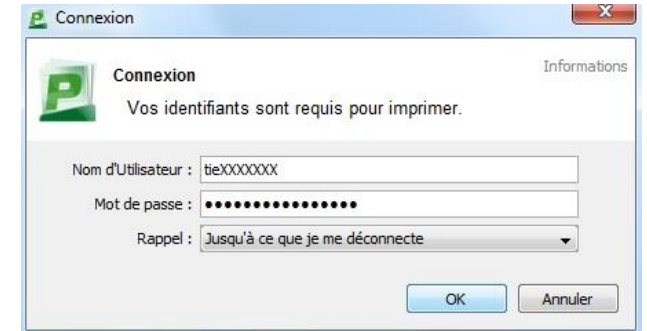 Connexion
Connexion
Informations
Vos identifiants sont requis pour imprimer.
Nom d'Utilisateur : tieXXXXXXX
Mot de passe : ●●●●●●●●●●●●●●●●
Rappel : Jusqu'à ce que je me déconnecte
OK Annuler